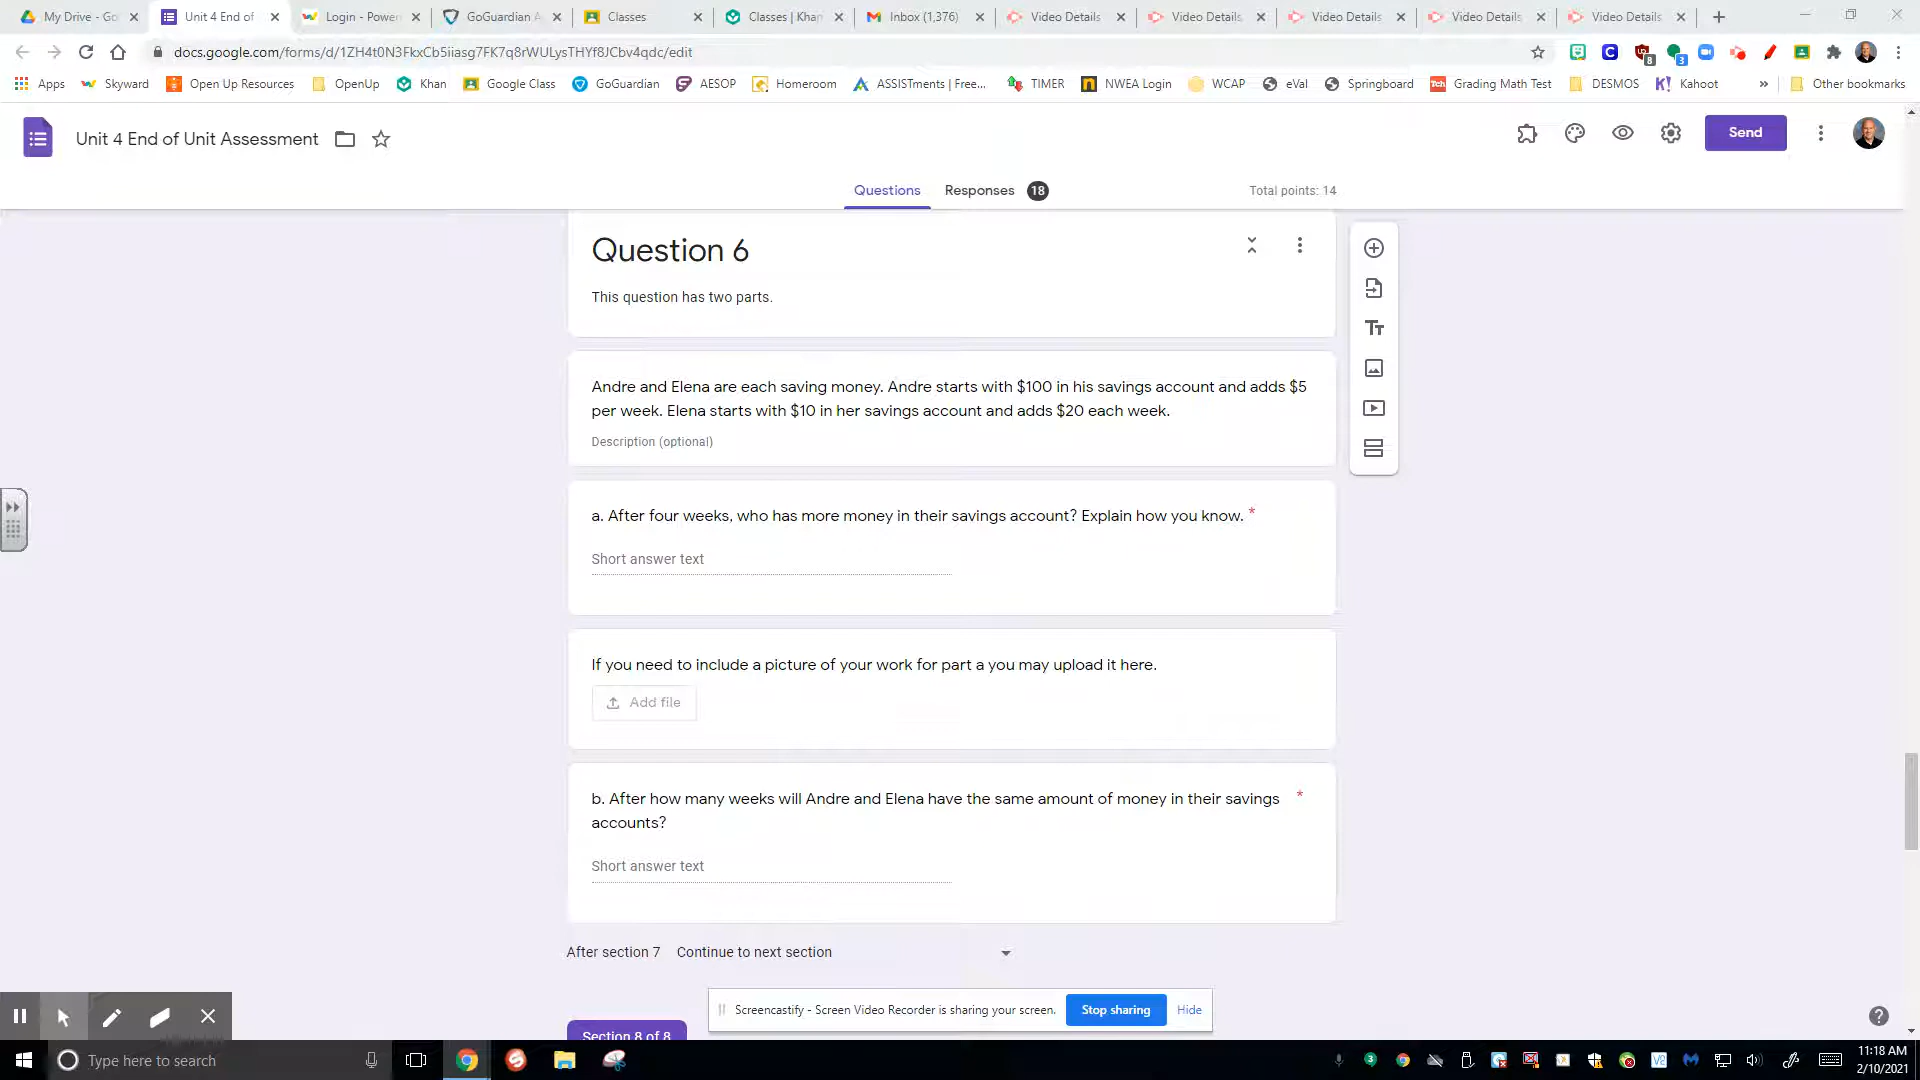 My Drive - Go
Unit 4 End of
Login - Power
GoGuardian A
Classes
Classes | Khan
Inbox (1,376)
Video Details
Video Details
Video Details
Video Details
Video Details
docs.google.com/forms/d/1ZH4t0N3FkxCb5iiasg7FK7q8rWULysTHYf8JCbv4qdc/edit
Apps
Skyward
Open Up Resources
OpenUp
Khan
Google Class
GoGuardian
AESOP
Homeroom
ASSISTments | Free...
TIMER
NWEA Login
WCAP
eVal
Springboard
Grading Math Test
DESMOS
Kahoot
»
Other bookmarks
Unit 4 End of Unit Assessment
Send
Questions
Responses 18
Total points: 14
Question 6
This question has two parts.
Andre and Elena are each saving money. Andre starts with $100 in his savings account and adds $5
per week. Elena starts with $10 in her savings account and adds $20 each week.
Description (optional)
a. After four weeks, who has more money in their savings account? Explain how you know. *
Short answer text
If you need to include a picture of your work for part a you may upload it here.
Add file
b. After how many weeks will Andre and Elena have the same amount of money in their savings *
accounts?
Short answer text
After section 7 Continue to next section
Section 8 of 8
Screencastify - Screen Video Recorder is sharing your screen.
Stop sharing
Hide
Type here to search
11:18 AM
2/10/2021